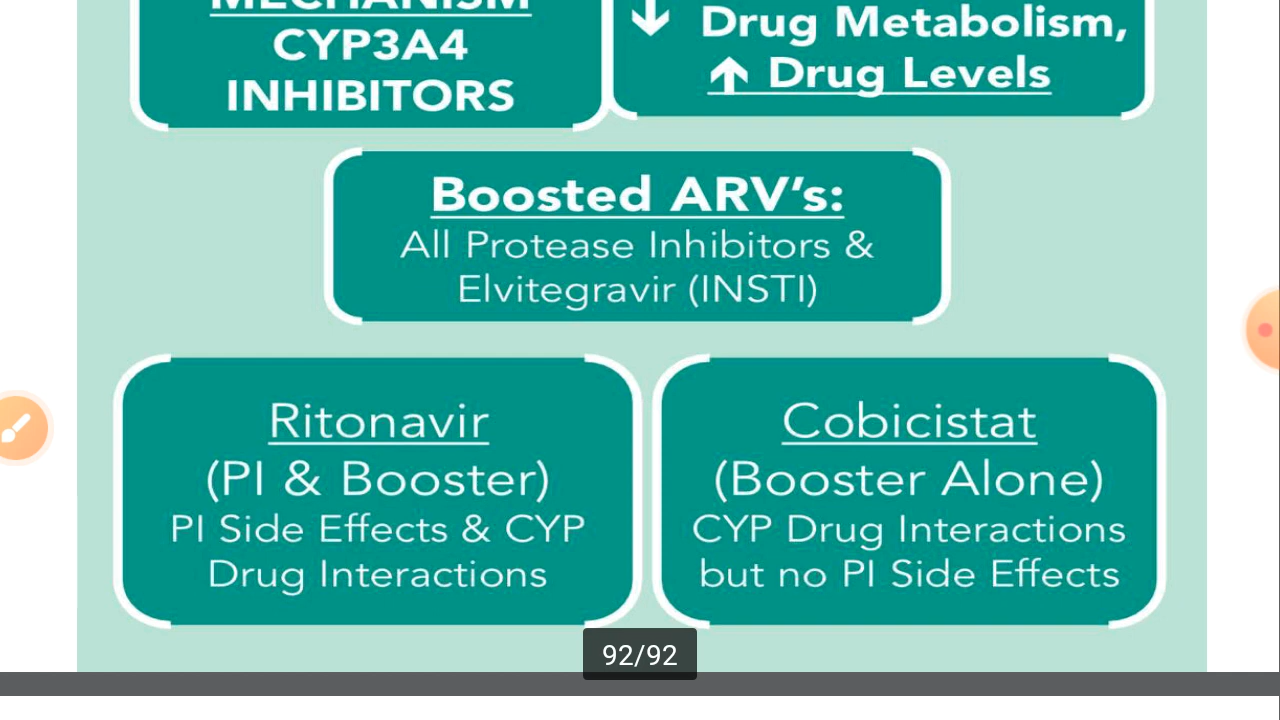 MECHANISM
CYP3A4
INHIBITORS
↓ Drug Metabolism,
↑ Drug Levels
Boosted ARV's:
All Protease Inhibitors &
Elvitegravir (INSTI)
Ritonavir
(PI & Booster)
PI Side Effects & CYP
Drug Interactions
Cobicistat
(Booster Alone)
CYP Drug Interactions
but no PI Side Effects
92/92